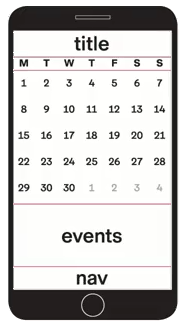 title
M T W T F S S
1 2 3 4 5 6 7
8 9 10 11 12 13 14
15 16 17 18 19 20 21
22 23 24 25 26 27 28
29 30 30 1 2 3 4
events
nav